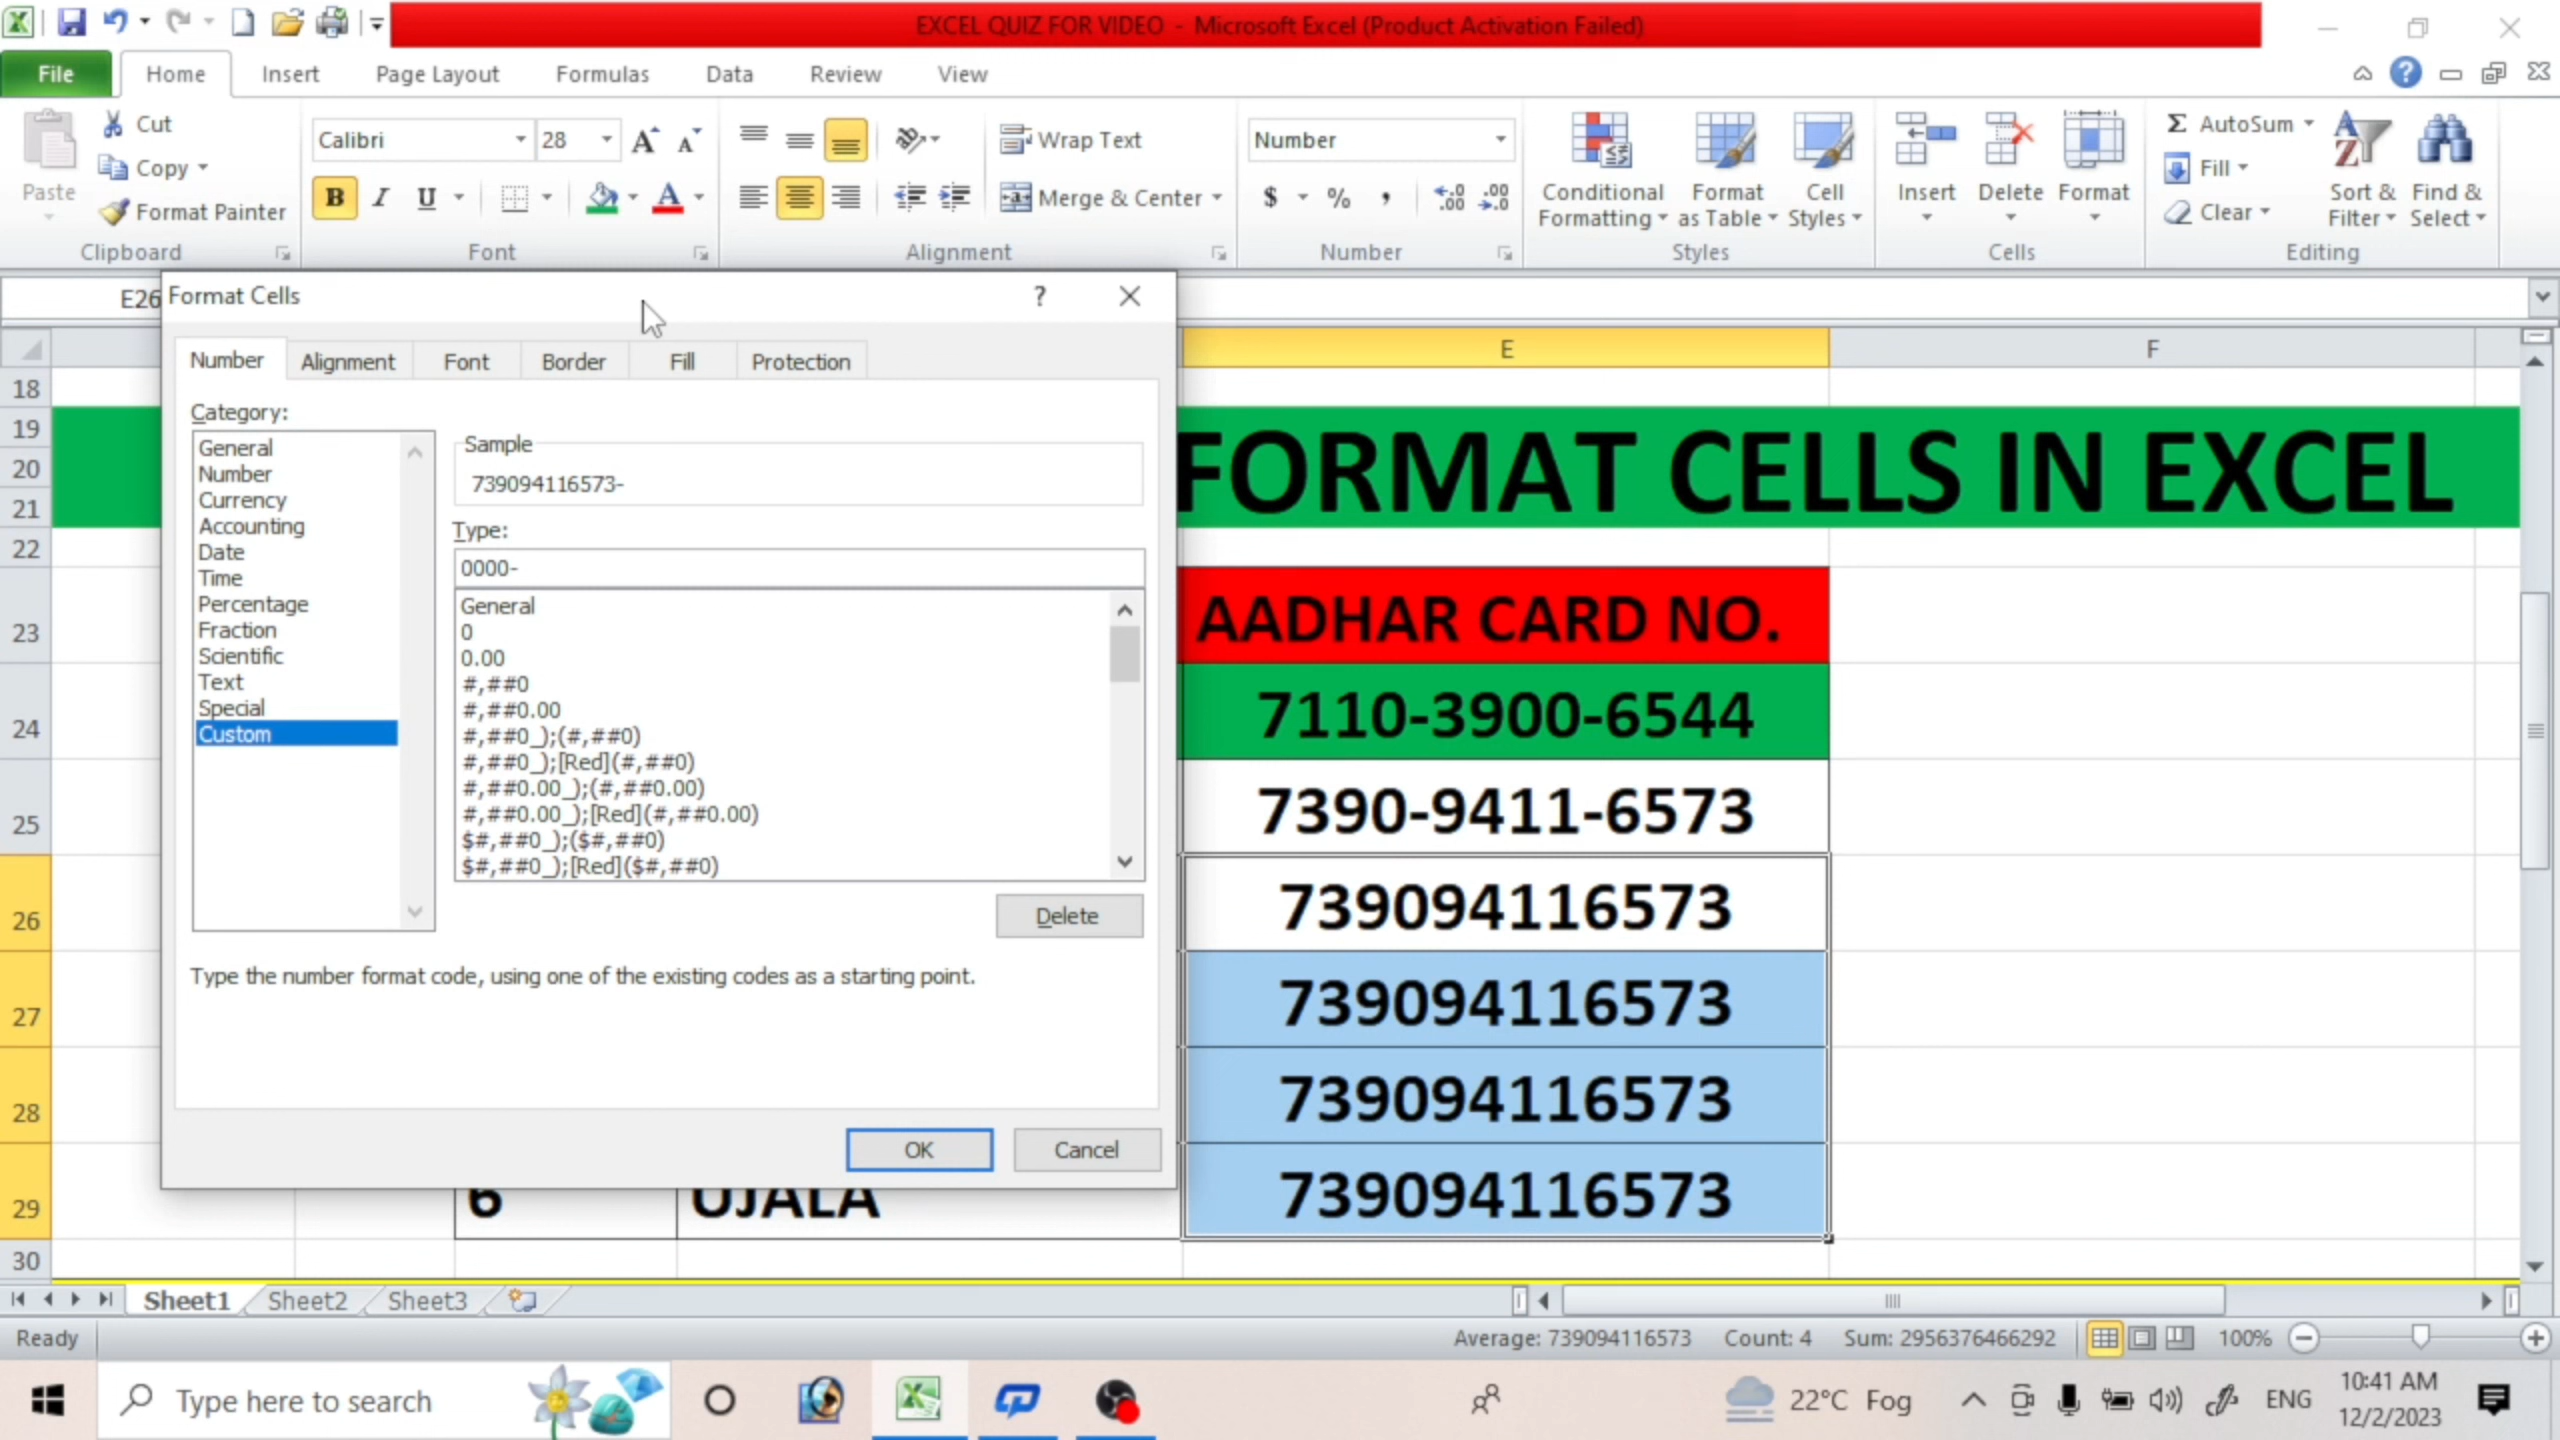 EXCEL QUIZ FOR VIDEO - Microsoft Excel (Product Activation Failed)
File Home Insert Page Layout Formulas Data Review View
Paste
Cut
Copy
Format Painter
Clipboard
Calibri 28
B I U
Font
Wrap Text
Merge & Center
Alignment
Number
$ % ,
Number
Conditional Formatting
Format as Table
Cell Styles
Styles
Insert
Delete
Format
Cells
AutoSum
Fill
Clear
Sort & Filter
Find & Select
Editing
E26
Format Cells
Number Alignment Font Border Fill Protection
Category:
General
Number
Currency
Accounting
Date
Time
Percentage
Fraction
Scientific
Text
Special
Custom
Sample
739094116573-
Type:
0000-
General
0
0.00
#,##0
#,##0.00
#,##0_);(#,##0)
#,##0_);[Red](#,##0)
#,##0.00_);(#,##0.00)
#,##0.00_);[Red](#,##0.00)
$#,##0_);($#,##0)
$#,##0_);[Red]($#,##0)
Delete
Type the number format code, using one of the existing codes as a starting point.
OK Cancel
E F
18
19
20
21
FORMAT CELLS IN EXCEL
22
23 AADHAR CARD NO.
24 7110-3900-6544
25 7390-9411-6573
26 739094116573
27 739094116573
28 739094116573
29 6 UJALA 739094116573
30
Sheet1 Sheet2 Sheet3
Ready Average: 739094116573 Count: 4 Sum: 2956376466292 100%
Type here to search
22°C Fog
ENG
10:41 AM
12/2/2023